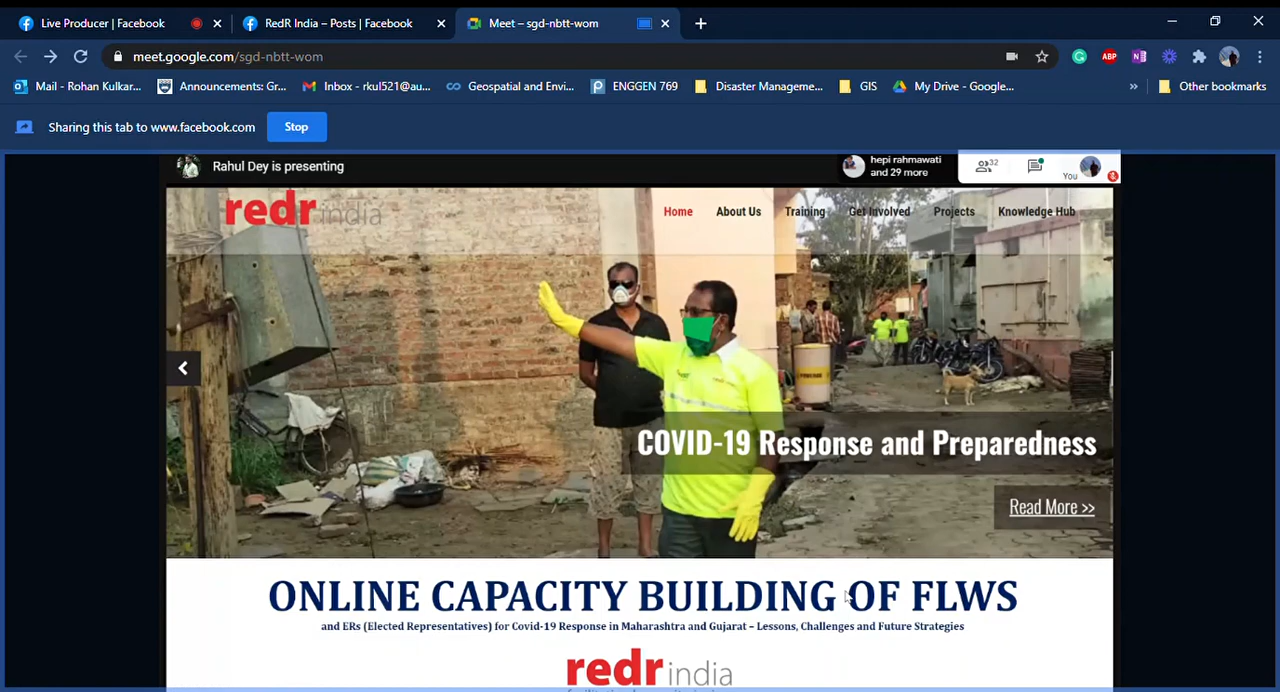 Live Producer | Facebook
RedR India – Posts | Facebook
Meet – sgd-nbtt-wom
meet.google.com/sgd-nbtt-wom
ABP
Mail - Rohan Kulkar...
Announcements: Gr...
Inbox - rkul521@au...
Geospatial and Envi...
ENGGEN 769
Disaster Manageme...
GIS
My Drive - Google...
Other bookmarks
Sharing this tab to www.facebook.com
Stop
Rahul Dey is presenting
hepi rahmawati
and 29 more
32
You
redr india
Home
About Us
Training
Get Involved
Projects
Knowledge Hub
COVID-19 Response and Preparedness
Read More >>
ONLINE CAPACITY BUILDING OF FLWS
and ERs (Elected Representatives) for Covid-19 Response in Maharashtra and Gujarat – Lessons, Challenges and Future Strategies
redr india